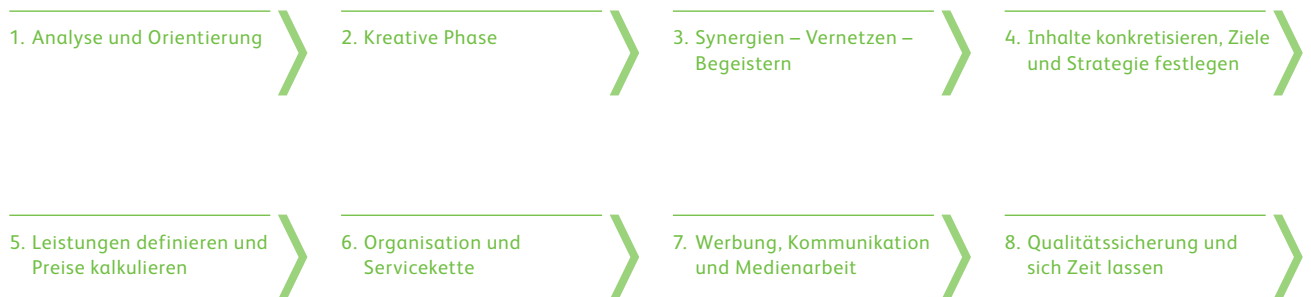 1. Analyse und Orientierung
2. Kreative Phase
3. Synergien – Vernetzen –
Begeistern
4. Inhalte konkretisieren, Ziele
und Strategie festlegen
5. Leistungen definieren und
Preise kalkulieren
6. Organisation und
Servicekette
7. Werbung, Kommunikation
und Medienarbeit
8. Qualitätssicherung und
sich Zeit lassen